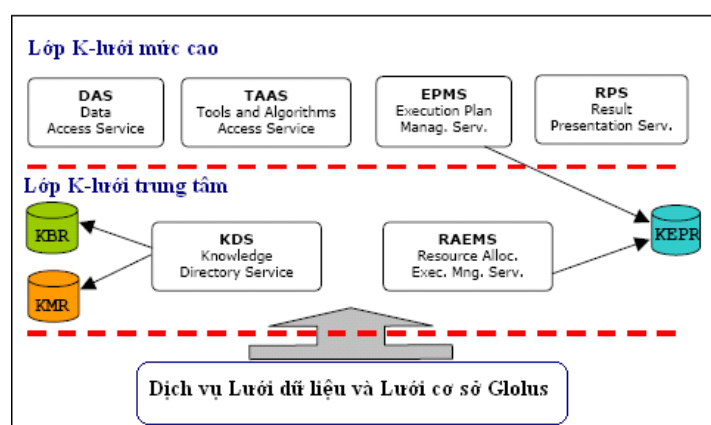 Lớp K-lưới mức cao
DAS
Data
Access Service
TAAS
Tools and Algorithms
Access Service
EPMS
Execution Plan
Manag. Serv.
RPS
Result
Presentation Serv.
Lớp K-lưới trung tâm
KBR
KMR
KDS
Knowledge
Directory Service
RAEMS
Resource Alloc.
Exec. Mng. Serv.
KEPR
Dịch vụ Lưới dữ liệu và Lưới cơ sở Glolus